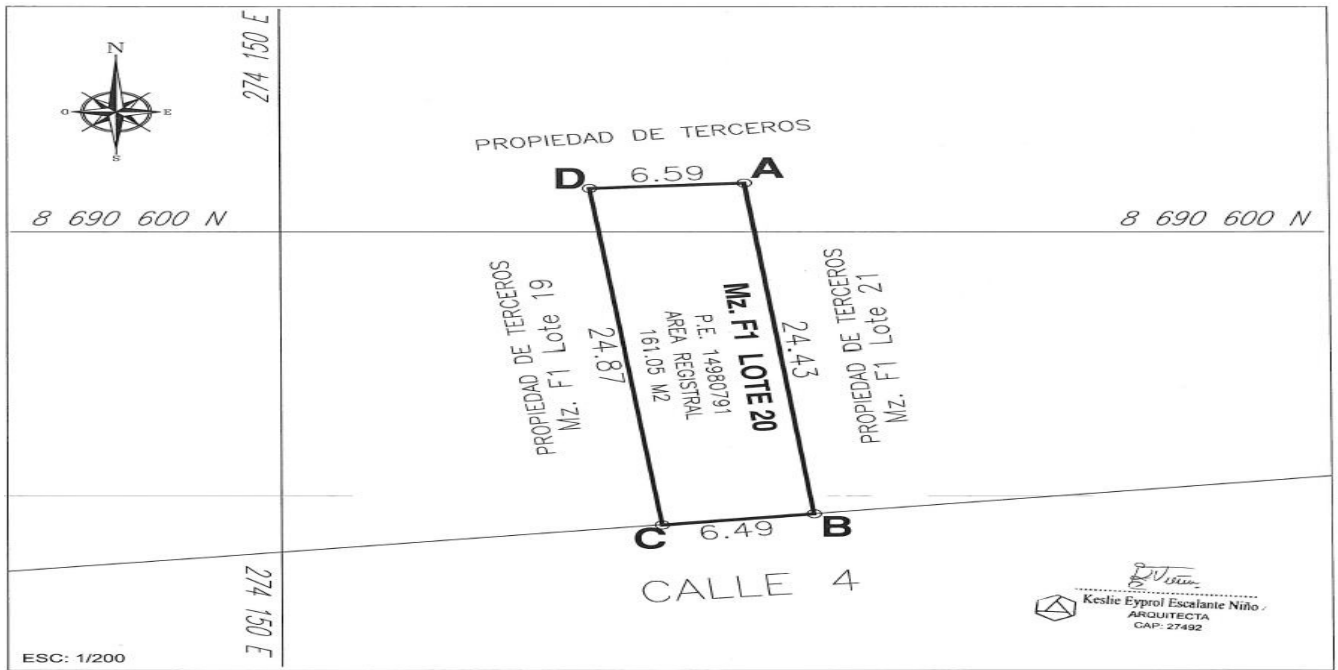 N
O
E
S
274 150 E
PROPIEDAD DE TERCEROS
D
6.59
A
8 690 600 N
8 690 600 N
PROPIEDAD DE TERCEROS
Mz. F1 Lote 19
24.87
Mz. F1 LOTE 20
P.E. 14980791
AREA REGISTRAL
161.05 M2
24.43
PROPIEDAD DE TERCEROS
Mz. F1 Lote 21
C
6.49
B
CALLE 4
274 150 E
ESC: 1/200
Keslie Eyprol Escalante Niño
ARQUITECTA
CAP: 27492